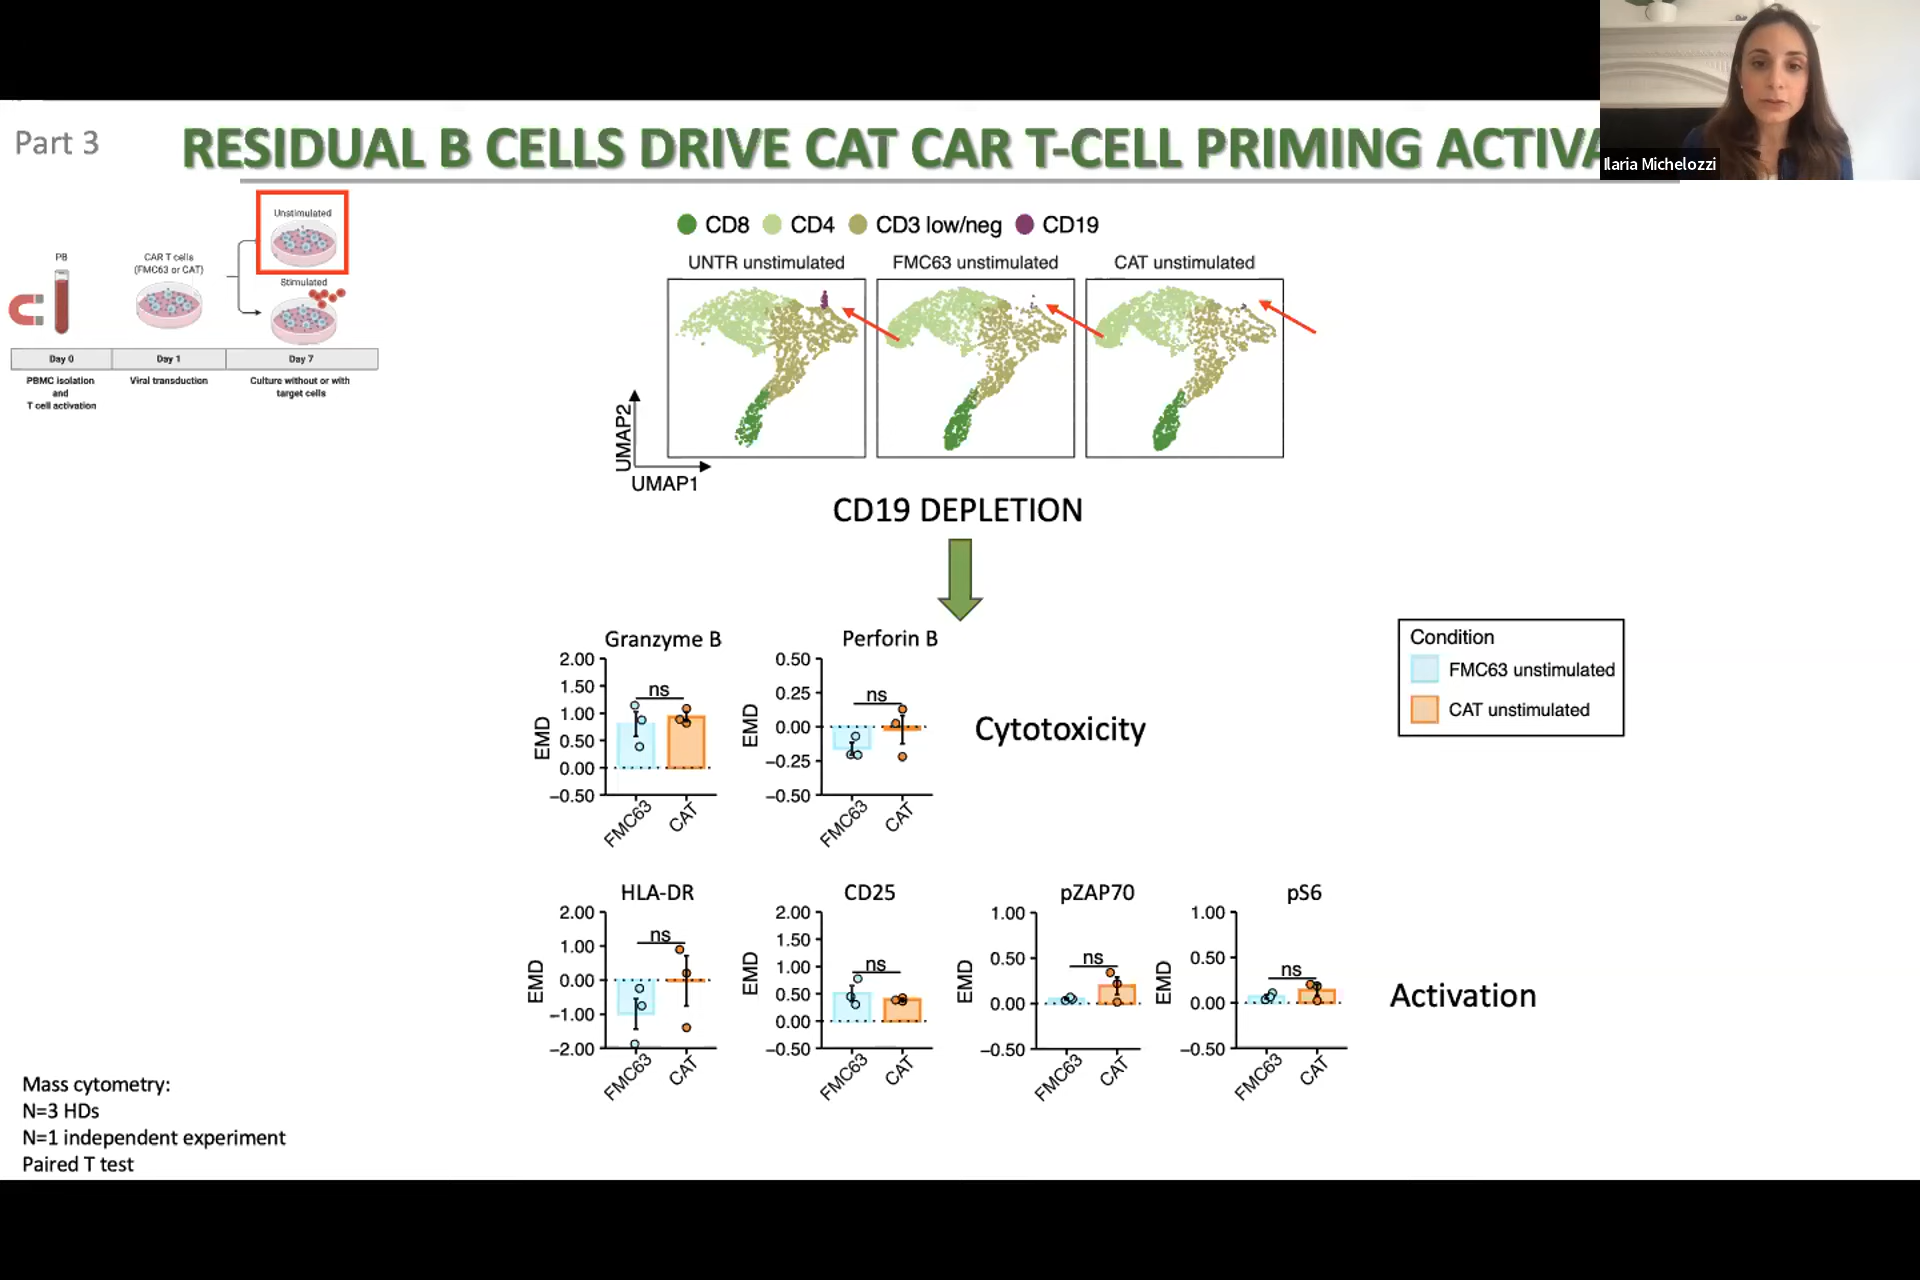 Part 3
RESIDUAL B CELLS DRIVE CAT CAR T-CELL PRIMING ACTIVA
Ilaria Michelozzi
Unstimulated
PB
CAR T cells
(FMC63 or CAT)
Stimulated
Day 0
Day 1
Day 7
PBMC isolation
and
T cell activation
Viral transduction
Culture without or with
target cells
CD8
CD4
CD3 low/neg
CD19
UNTR unstimulated
FMC63 unstimulated
CAT unstimulated
UMAP2
UMAP1
CD19 DEPLETION
Granzyme B
EMD
2.00
1.50
1.00
0.50
0.00
−0.50
ns
FMC63
CAT
Perforin B
EMD
0.50
0.25
0.00
−0.25
−0.50
ns
FMC63
CAT
Cytotoxicity
Condition
FMC63 unstimulated
CAT unstimulated
HLA-DR
EMD
2.00
1.00
0.00
−1.00
−2.00
ns
FMC63
CAT
CD25
EMD
2.00
1.50
1.00
0.50
0.00
−0.50
ns
FMC63
CAT
pZAP70
EMD
1.00
0.50
0.00
−0.50
ns
FMC63
CAT
pS6
EMD
1.00
0.50
0.00
−0.50
ns
FMC63
CAT
Activation
Mass cytometry:
N=3 HDs
N=1 independent experiment
Paired T test